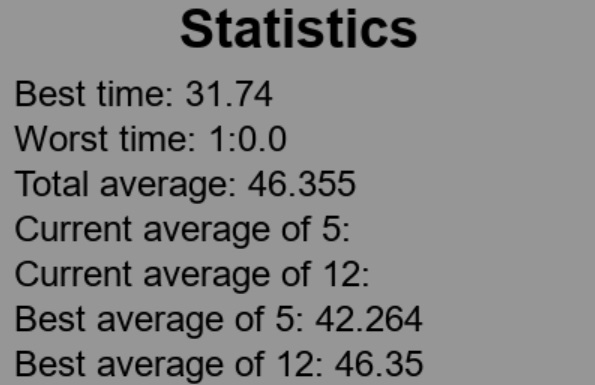 Statistics
Best time: 31.74
Worst time: 1:0.0
Total average: 46.355
Current average of 5:
Current average of 12:
Best average of 5: 42.264
Best average of 12: 46.35